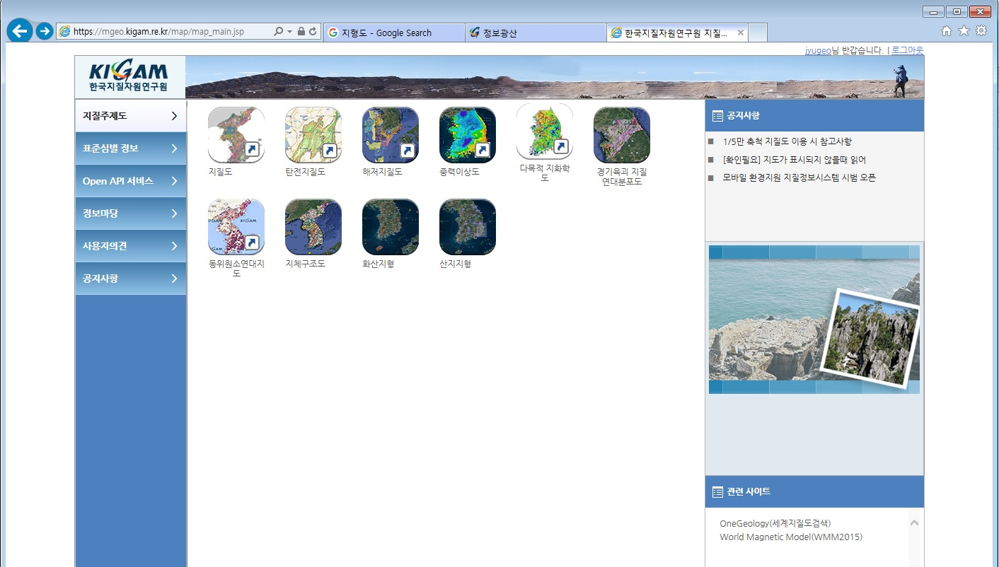 https://mgeo.kigam.re.kr/map/map_main.jsp
지형도 - Google Search
정보광산
한국지질자원연구원 지질...
jyugeo님 반갑습니다. | 로그아웃
KIGAM
한국지질자원연구원
지질주제도
표준심벌 정보
Open API 서비스
정보마당
사용자의견
공지사항
지질도
탄전지질도
해저지질도
중력이상도
다목적 지화학
도
경기육괴 지질
연대분포도
동위원소연대지
도
지체구조도
화산지형
산지지형
공지사항
1/5만 축척 지질도 이용 시 참고사항
[확인필요] 지도가 표시되지 않을때 읽어
모바일 환경지원 지질정보시스템 시범 오픈
관련 사이트
OneGeology(세계지질도검색)
World Magnetic Model(WMM2015)